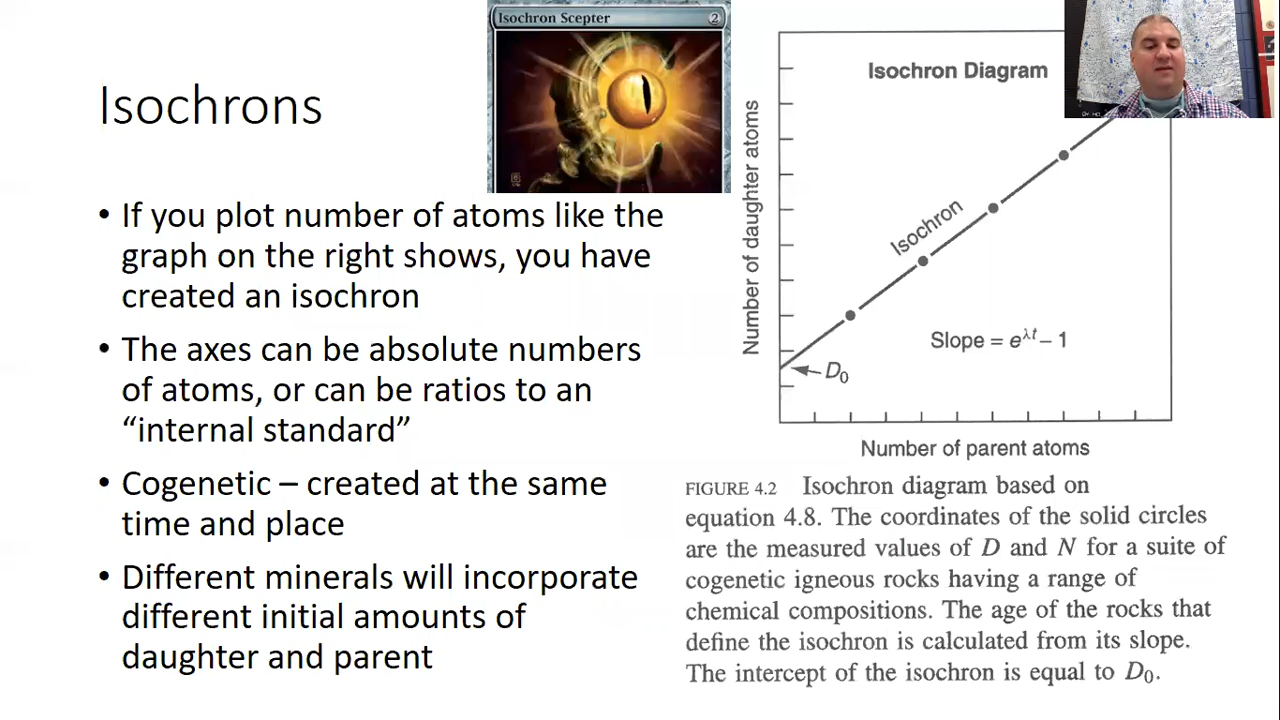 Isochron Scepter 2
Isochrons
• If you plot number of atoms like the
graph on the right shows, you have
created an isochron
• The axes can be absolute numbers
of atoms, or can be ratios to an
“internal standard”
• Cogenetic – created at the same
time and place
• Different minerals will incorporate
different initial amounts of
daughter and parent
Isochron Diagram
Number of daughter atoms
Isochron
Slope = e^λt – 1
D₀
Number of parent atoms
FIGURE 4.2 Isochron diagram based on
equation 4.8. The coordinates of the solid circles
are the measured values of D and N for a suite of
cogenetic igneous rocks having a range of
chemical compositions. The age of the rocks that
define the isochron is calculated from its slope.
The intercept of the isochron is equal to D₀.